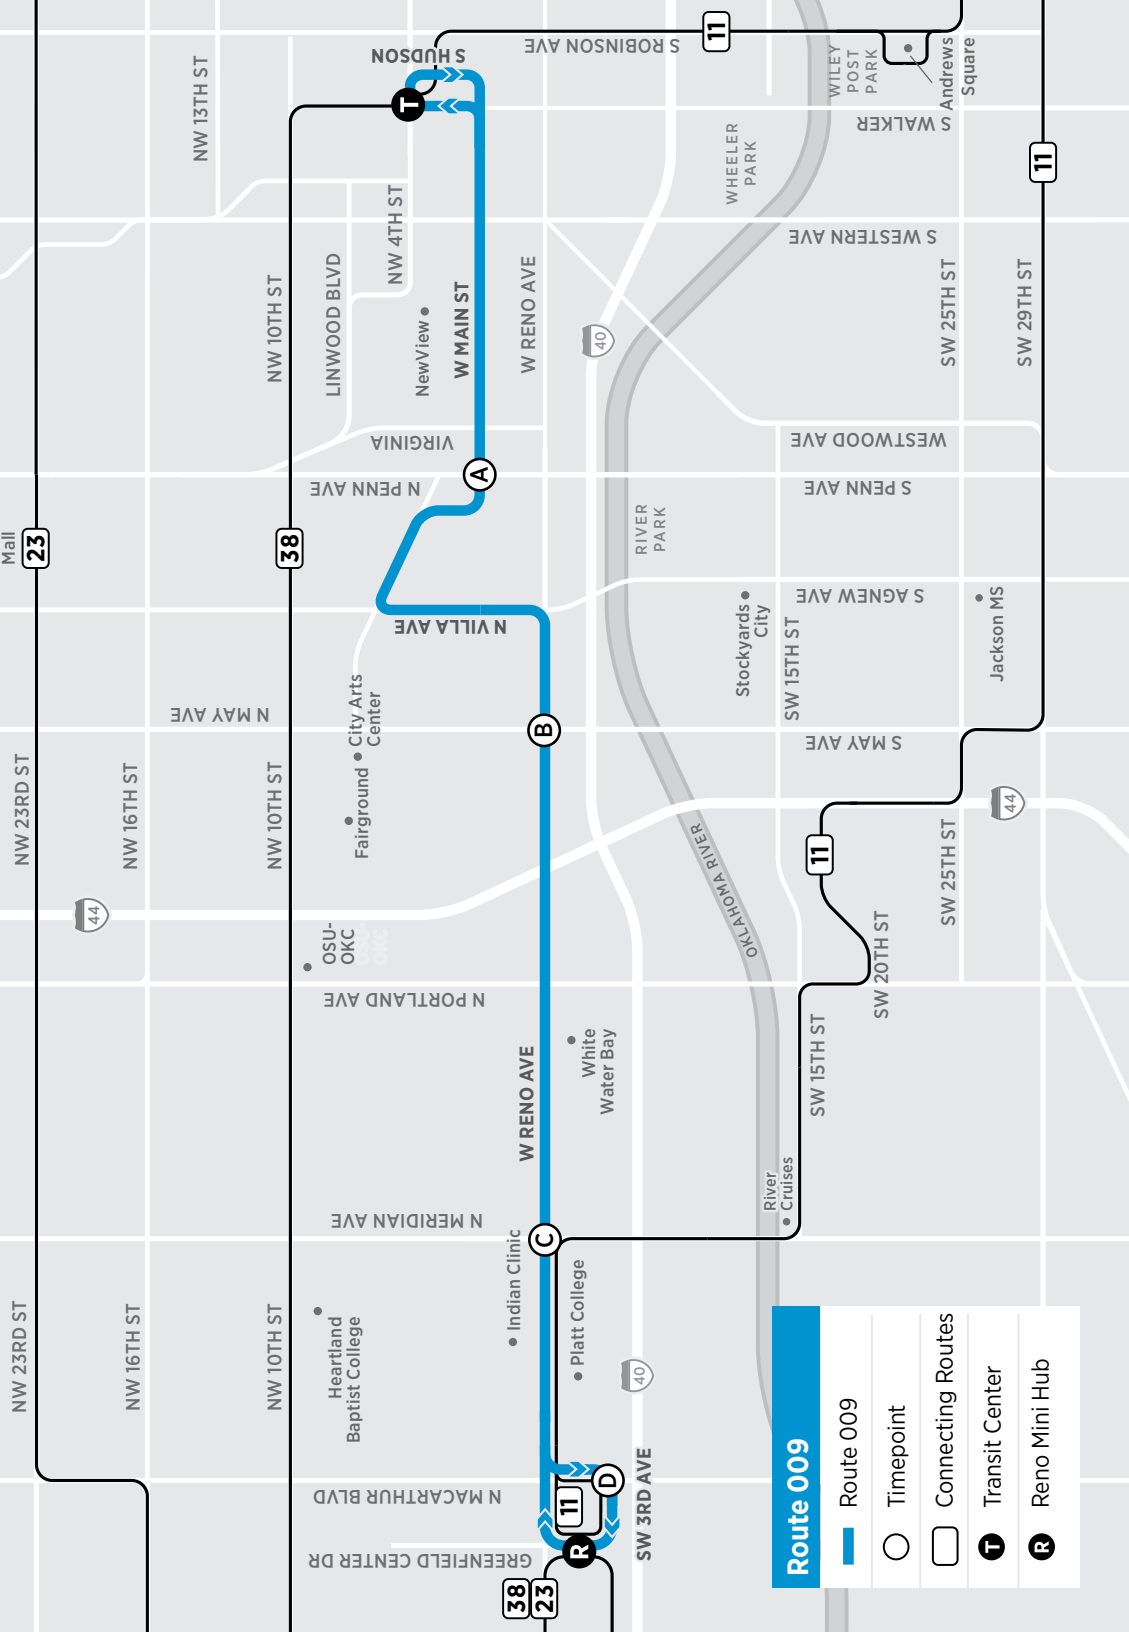 Mall
23
NW 23RD ST
NW 23RD ST
NW 16TH ST
NW 16TH ST
NW 13TH ST
NW 10TH ST
NW 10TH ST
NW 10TH ST
38
LINWOOD BLVD
NW 4TH ST
NewView
W MAIN ST
W RENO AVE
W RENO AVE
S HUDSON
T
S ROBINSON AVE
11
WILEY
POST
PARK
Andrews
Square
S WALKER
WHEELER
PARK
11
S WESTERN AVE
SW 25TH ST
SW 29TH ST
40
VIRGINIA
WESTWOOD AVE
A
N PENN AVE
S PENN AVE
RIVER
PARK
N VILLA AVE
S AGNEW AVE
Stockyards
City
SW 15TH ST
Jackson MS
N MAY AVE
S MAY AVE
City Arts
Center
Fairground
B
44
44
11
OKLAHOMA RIVER
SW 25TH ST
SW 20TH ST
OSU-
OKC
OSU-
OKC
N PORTLAND AVE
White
Water Bay
SW 15TH ST
River
Cruises
N MERIDIAN AVE
C
Indian Clinic
Platt College
Heartland
Baptist College
40
N MACARTHUR BLVD
D
11
SW 3RD AVE
GREENFIELD CENTER DR
R
38
23
Route 009
Route 009
Timepoint
Connecting Routes
T
Transit Center
R
Reno Mini Hub